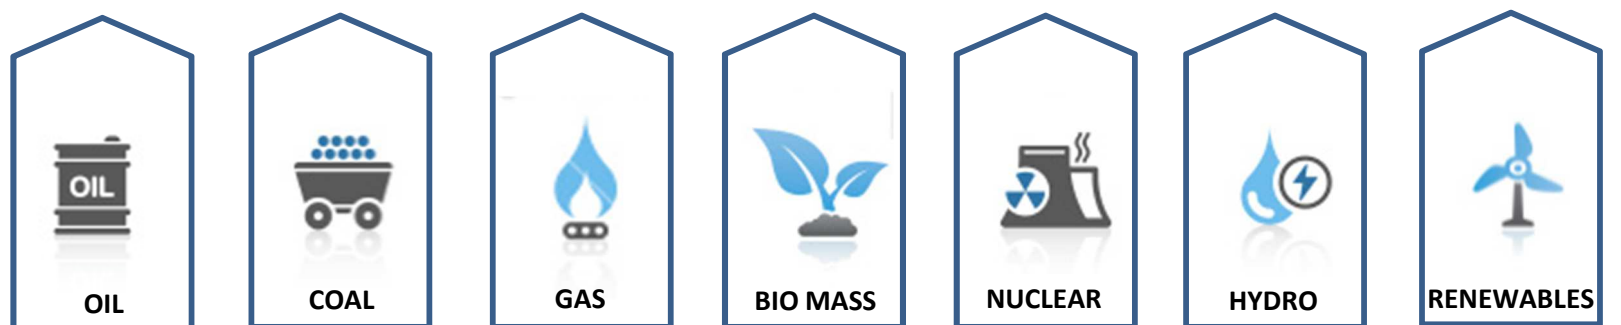 OIL
OIL
COAL
GAS
BIO MASS
NUCLEAR
HYDRO
RENEWABLES